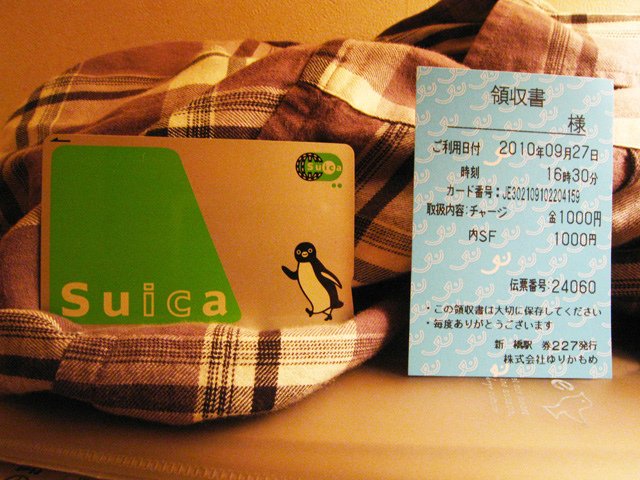 Suica
Suica
領収書
様
ご利用日付 2010年09月27日
時刻 16時30分
カード番号:JE302109102204159
取扱内容:チャージ 金1000円
内SF 1000円
伝票番号:24060
・この領収書は大切に保存してください
・毎度ありがとうございます
新 橋駅 券227発行
株式会社ゆりかもめ